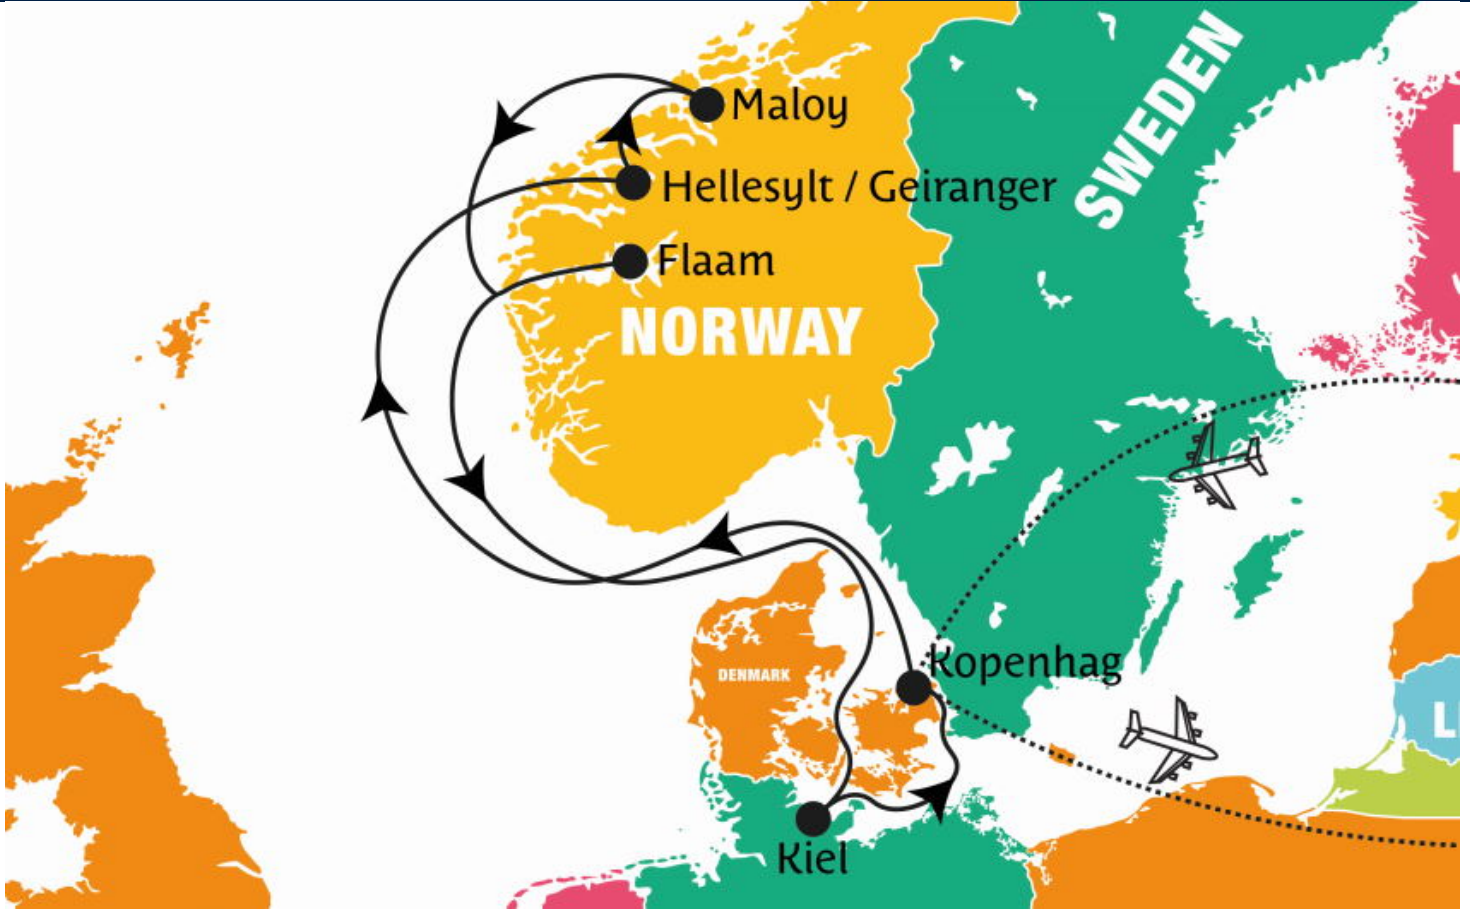 Maloy
SWEDEN
Hellesylt / Geiranger
Flaam
NORWAY
Kopenhag
DENMARK
Kiel